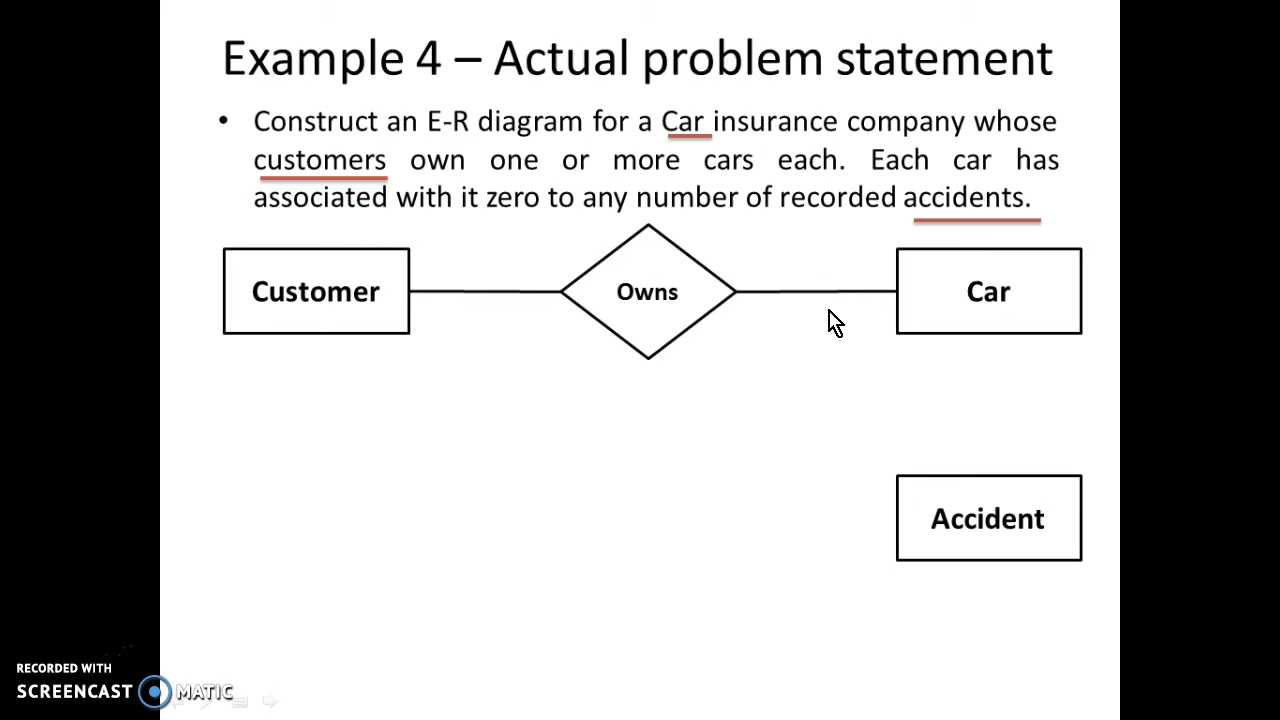 Example 4 – Actual problem statement
• Construct an E-R diagram for a Car insurance company whose
customers own one or more cars each. Each car has
associated with it zero to any number of recorded accidents.
Customer
Owns
Car
Accident
RECORDED WITH
SCREENCAST MATIC